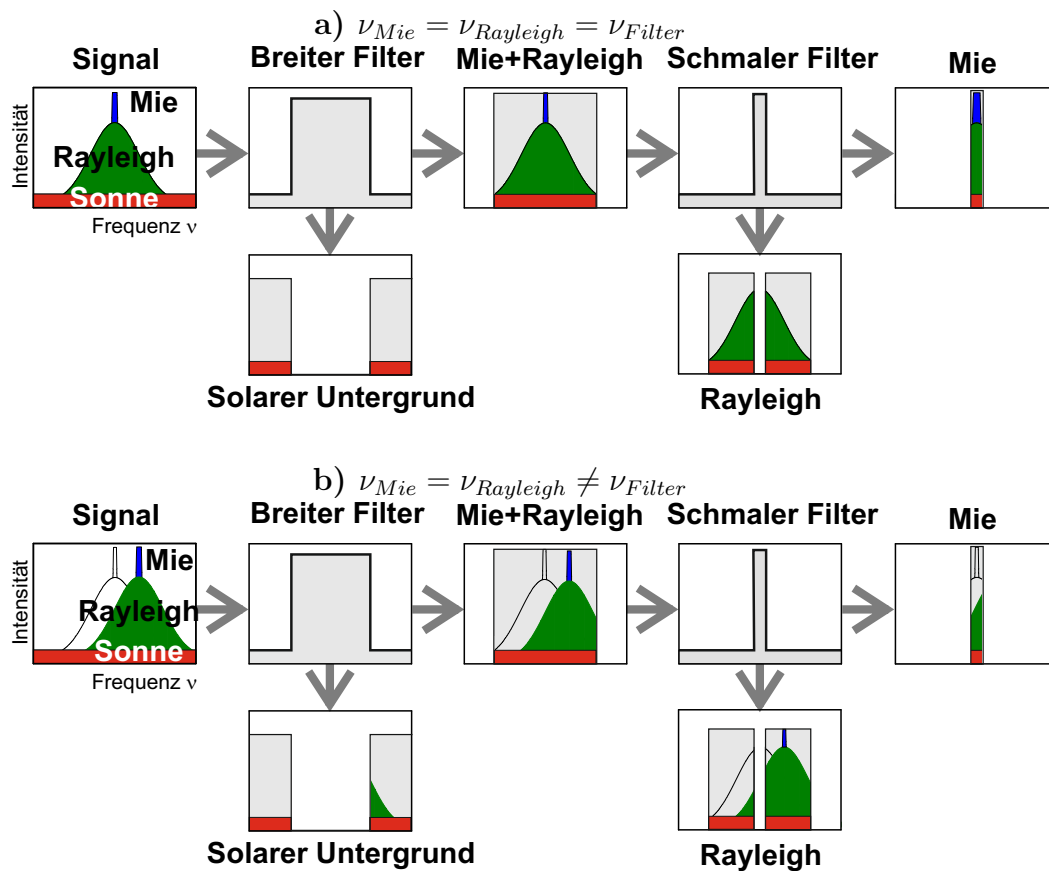 a) ν_Mie = ν_Rayleigh = ν_Filter
Signal
Breiter Filter
Mie+Rayleigh
Schmaler Filter
Mie
Intensität
Mie
Rayleigh
Sonne
Frequenz ν
Solarer Untergrund
Rayleigh
b) ν_Mie = ν_Rayleigh ≠ ν_Filter
Signal
Breiter Filter
Mie+Rayleigh
Schmaler Filter
Mie
Intensität
Mie
Rayleigh
Sonne
Frequenz ν
Solarer Untergrund
Rayleigh